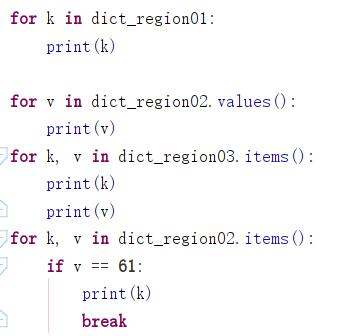 for k in dict_region01:
    print(k)

for v in dict_region02.values():
    print(v)
for k, v in dict_region03.items():
    print(k)
    print(v)
for k, v in dict_region02.items():
    if v == 61:
        print(k)
        break